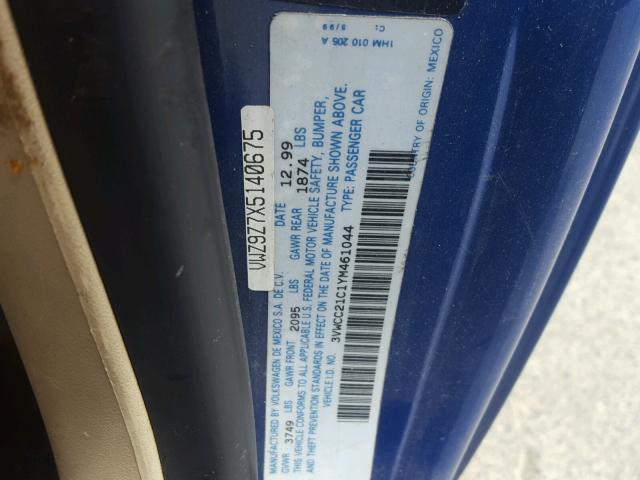 VWZ9Z7X5140675
MANUFACTURED BY VOLKSWAGEN DE MEXICO S.A. DE C.V. DATE 12.99
GVWR 3749 LBS GAWR FRONT 2095 LBS GAWR REAR 1874 LBS
THIS VEHICLE CONFORMS TO ALL APPLICABLE U.S. FEDERAL MOTOR VEHICLE SAFETY, BUMPER,
AND THEFT PREVENTION STANDARDS IN EFFECT ON THE DATE OF MANUFACTURE SHOWN ABOVE.
VEHICLE I.D. NO. 3VWCC21C1YM461044 TYPE: PASSENGER CAR
COUNTRY OF ORIGIN: MEXICO
1HM 010 205 A
C:
5/99